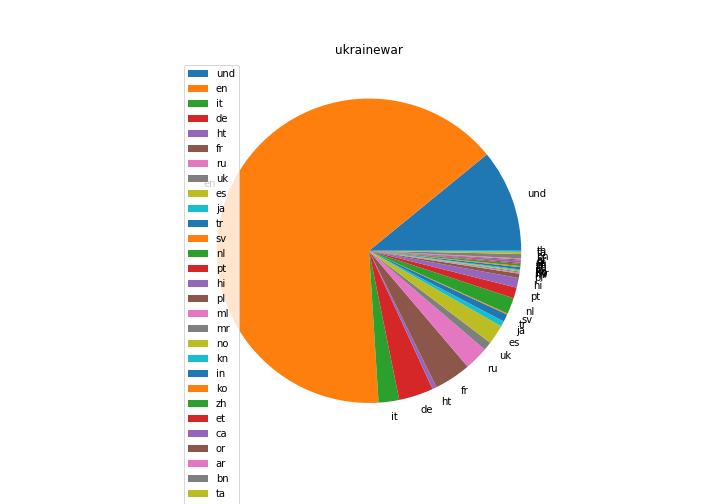 ukrainewar
und
en
it
de
ht
fr
ru
uk
es
ja
tr
sv
nl
pt
hi
pl
ml
mr
no
kn
in
ko
zh
et
ca
or
ar
bn
ta
und
en
it
de
ht
fr
ru
uk
es
ja
tr
sv
nl
pt
hi